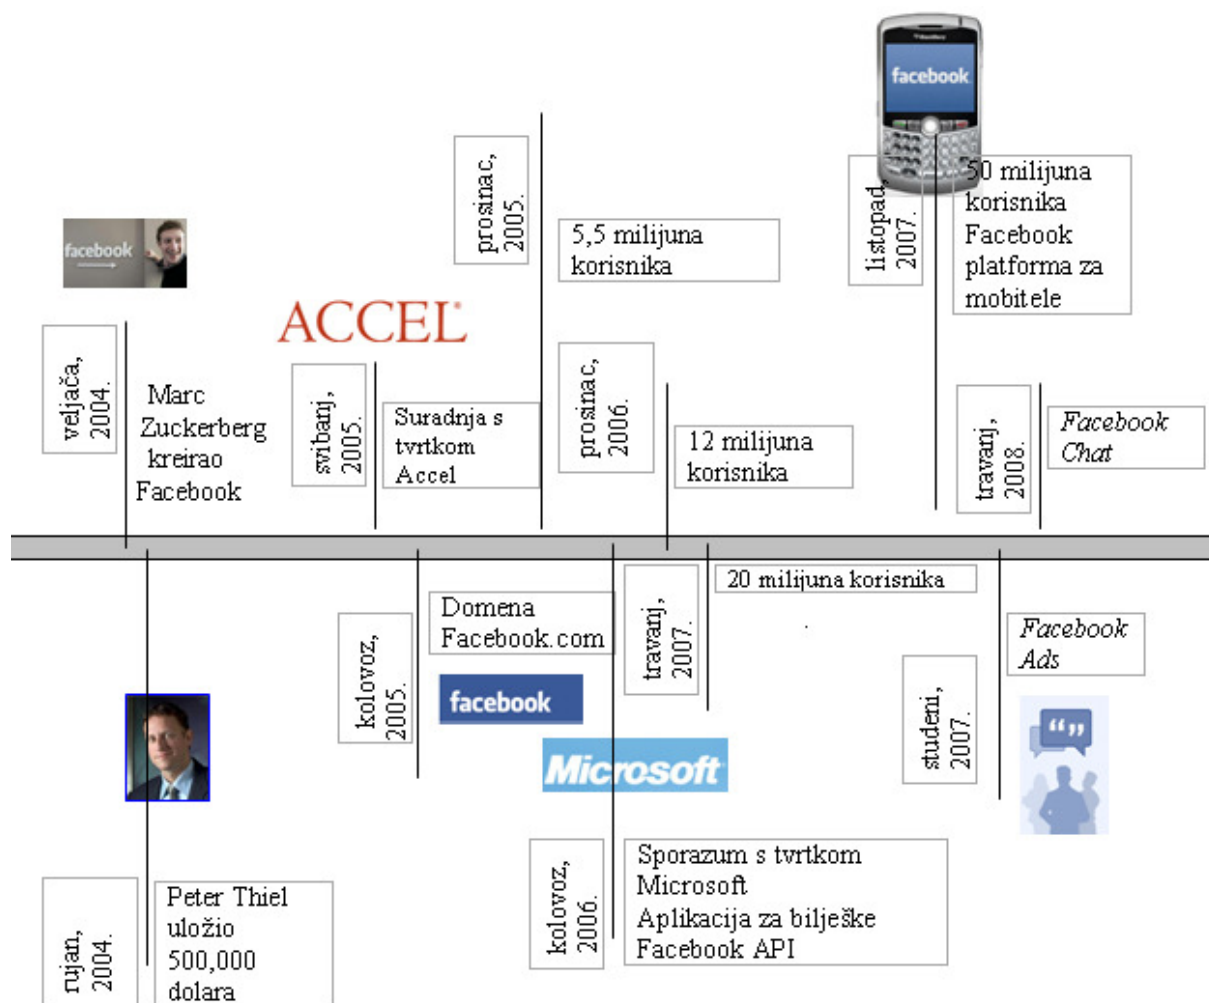 facebook
facebook
prosinac,
2005.
5,5 milijuna
korisnika
listopad,
2007.
50 milijuna
korisnika
Facebook
platforma za
mobitele
ACCEL
veljača,
2004.
Marc
Zuckerberg
kreirao
Facebook
svibanj,
2005.
Suradnja s
tvrtkom
Accel
prosinac,
2006.
12 milijuna
korisnika
travanj,
2008.
Facebook
Chat
kolovoz,
2005.
Domena
Facebook.com
facebook
travanj,
2007.
20 milijuna korisnika
studeni,
2007.
Facebook
Ads
Microsoft
rujan,
2004.
Peter Thiel
uložio
500,000
dolara
kolovoz,
2006.
Sporazum s tvrtkom
Microsoft
Aplikacija za bilješke
Facebook API